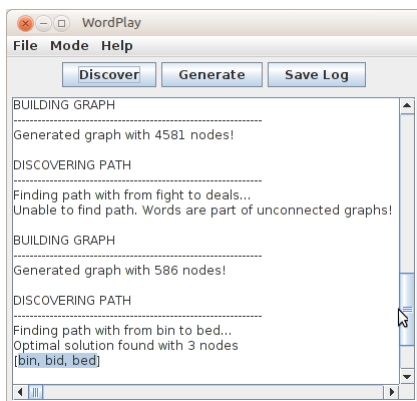 WordPlay
File Mode Help
Discover Generate Save Log
BUILDING GRAPH
------------------------------------------------------------
Generated graph with 4581 nodes!
DISCOVERING PATH
------------------------------------------------------------
Finding path with from fight to deals...
Unable to find path. Words are part of unconnected graphs!
BUILDING GRAPH
------------------------------------------------------------
Generated graph with 586 nodes!
DISCOVERING PATH
------------------------------------------------------------
Finding path with from bin to bed...
Optimal solution found with 3 nodes
[bin, bid, bed]